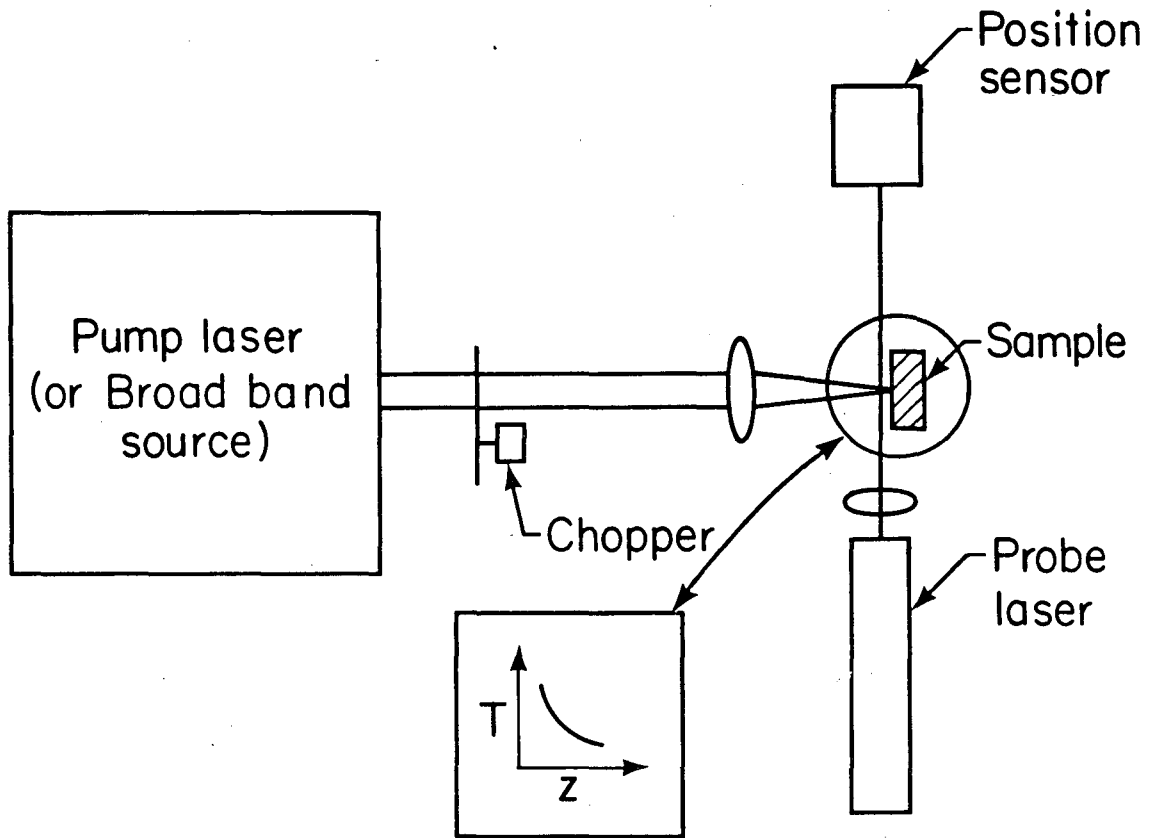 Position
sensor
Pump laser
(or Broad band
source)
Sample
Chopper
Probe
laser
T
z